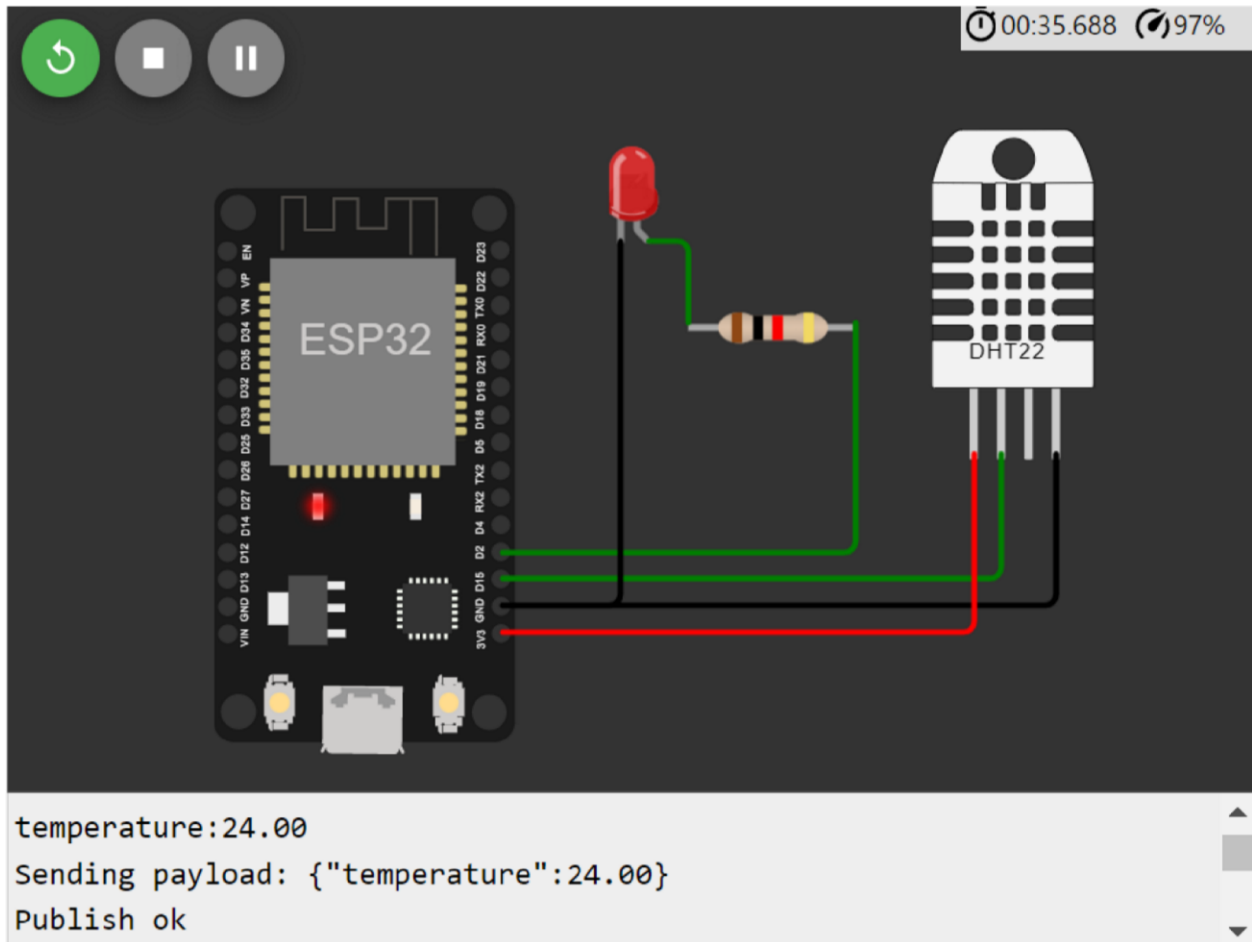 00:35.688 97%
EN
VP
VN
D34
D35
D32
D33
D25
D26
D27
D14
D12
D13
GND
VIN
ESP32
D23
D22
TX0
RX0
D21
D19
D18
D5
TX2
RX2
D4
D2
D15
GND
3V3
DHT22
temperature:24.00
Sending payload: {"temperature":24.00}
Publish ok